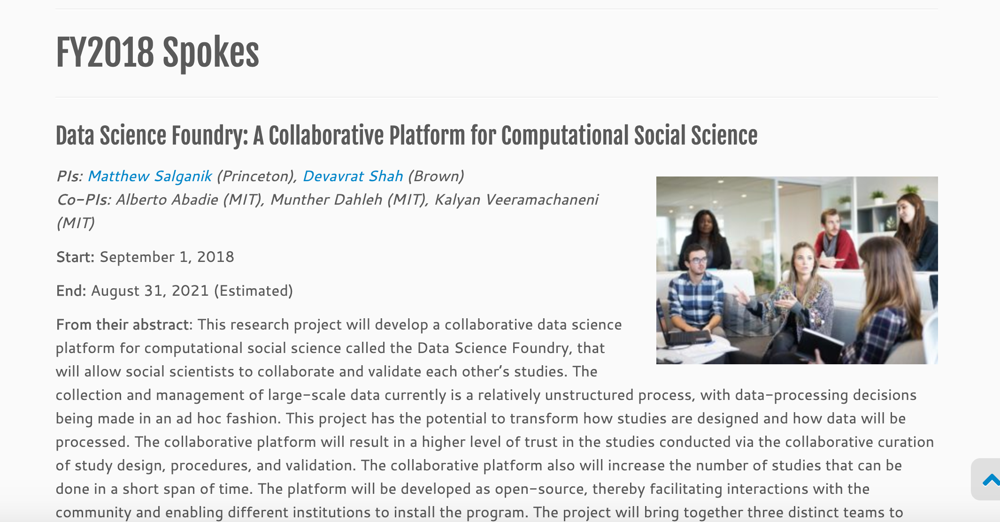 FY2018 Spokes
Data Science Foundry: A Collaborative Platform for Computational Social Science
PIs: Matthew Salganik (Princeton), Devavrat Shah (Brown)
Co-PIs: Alberto Abadie (MIT), Munther Dahleh (MIT), Kalyan Veeramachaneni
(MIT)
Start: September 1, 2018
End: August 31, 2021 (Estimated)
From their abstract: This research project will develop a collaborative data science
platform for computational social science called the Data Science Foundry, that
will allow social scientists to collaborate and validate each other’s studies. The
collection and management of large-scale data currently is a relatively unstructured process, with data-processing decisions
being made in an ad hoc fashion. This project has the potential to transform how studies are designed and how data will be
processed. The collaborative platform will result in a higher level of trust in the studies conducted via the collaborative curation
of study design, procedures, and validation. The collaborative platform also will increase the number of studies that can be
done in a short span of time. The platform will be developed as open-source, thereby facilitating interactions with the
community and enabling different institutions to install the program. The project will bring together three distinct teams to